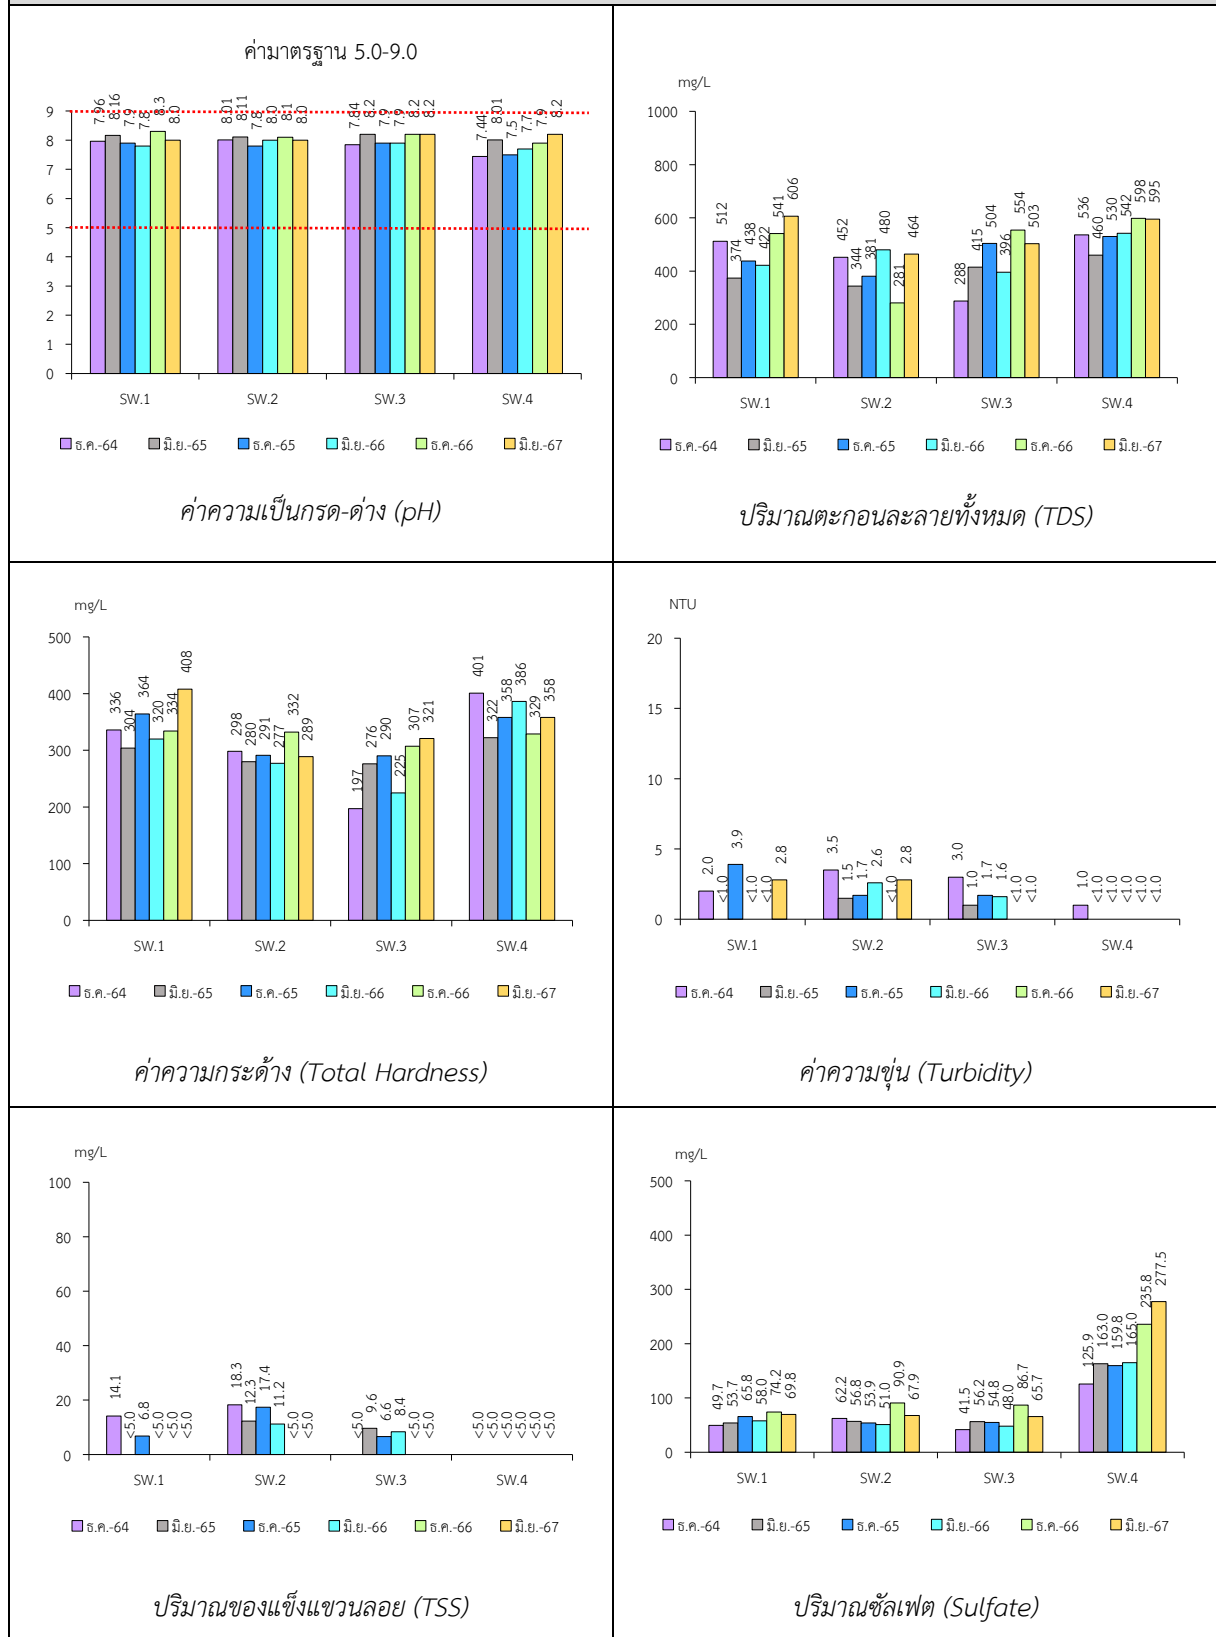 ค่ามาตรฐาน 5.0-9.0
9
8
7
6
5
4
3
2
1
0
7.96 8.16 7.9 7.8 8.3 8.0
8.01 8.11 7.8 8.0 8.1 8.0
7.84 8.2 7.9 7.9 8.2 8.2
7.44 8.01 7.5 7.7 7.9 8.2
SW.1 SW.2 SW.3 SW.4
ธ.ค.-64 มิ.ย.-65 ธ.ค.-65 มิ.ย.-66 ธ.ค.-66 มิ.ย.-67
ค่าความเป็นกรด-ด่าง (pH)
mg/L
1000
800
600
400
200
0
512 374 438 422 541 606
452 344 381 480 281 464
288 415 504 396 554 503
536 460 530 542 598 595
SW.1 SW.2 SW.3 SW.4
ธ.ค.-64 มิ.ย.-65 ธ.ค.-65 มิ.ย.-66 ธ.ค.-66 มิ.ย.-67
ปริมาณตะกอนละลายทั้งหมด (TDS)
mg/L
500
400
300
200
100
0
336 304 364 320 334 408
298 280 291 277 332 289
197 276 290 225 307 321
401 322 358 386 329 358
SW.1 SW.2 SW.3 SW.4
ธ.ค.-64 มิ.ย.-65 ธ.ค.-65 มิ.ย.-66 ธ.ค.-66 มิ.ย.-67
ค่าความกระด้าง (Total Hardness)
NTU
20
15
10
5
0
2.0 <1.0 3.9 <1.0 <1.0 2.8
3.5 1.5 1.7 2.6 <1.0 2.8
3.0 1.0 1.7 1.6 <1.0 <1.0
1.0 <1.0 <1.0 <1.0 <1.0 <1.0
SW.1 SW.2 SW.3 SW.4
ธ.ค.-64 มิ.ย.-65 ธ.ค.-65 มิ.ย.-66 ธ.ค.-66 มิ.ย.-67
ค่าความขุ่น (Turbidity)
mg/L
100
80
60
40
20
0
14.1 <5.0 6.8 <5.0 <5.0 <5.0
18.3 12.3 17.4 11.2 <5.0 <5.0
<5.0 9.6 6.6 8.4 <5.0 <5.0
<5.0 <5.0 <5.0 <5.0 <5.0 <5.0
SW.1 SW.2 SW.3 SW.4
ธ.ค.-64 มิ.ย.-65 ธ.ค.-65 มิ.ย.-66 ธ.ค.-66 มิ.ย.-67
ปริมาณของแข็งแขวนลอย (TSS)
mg/L
500
400
300
200
100
0
49.7 53.7 65.8 58.0 74.2 69.8
62.2 56.8 53.9 51.0 90.9 67.9
41.5 56.2 54.8 48.0 86.7 65.7
125.9 163.0 159.8 165.0 235.8 277.5
SW.1 SW.2 SW.3 SW.4
ธ.ค.-64 มิ.ย.-65 ธ.ค.-65 มิ.ย.-66 ธ.ค.-66 มิ.ย.-67
ปริมาณซัลเฟต (Sulfate)